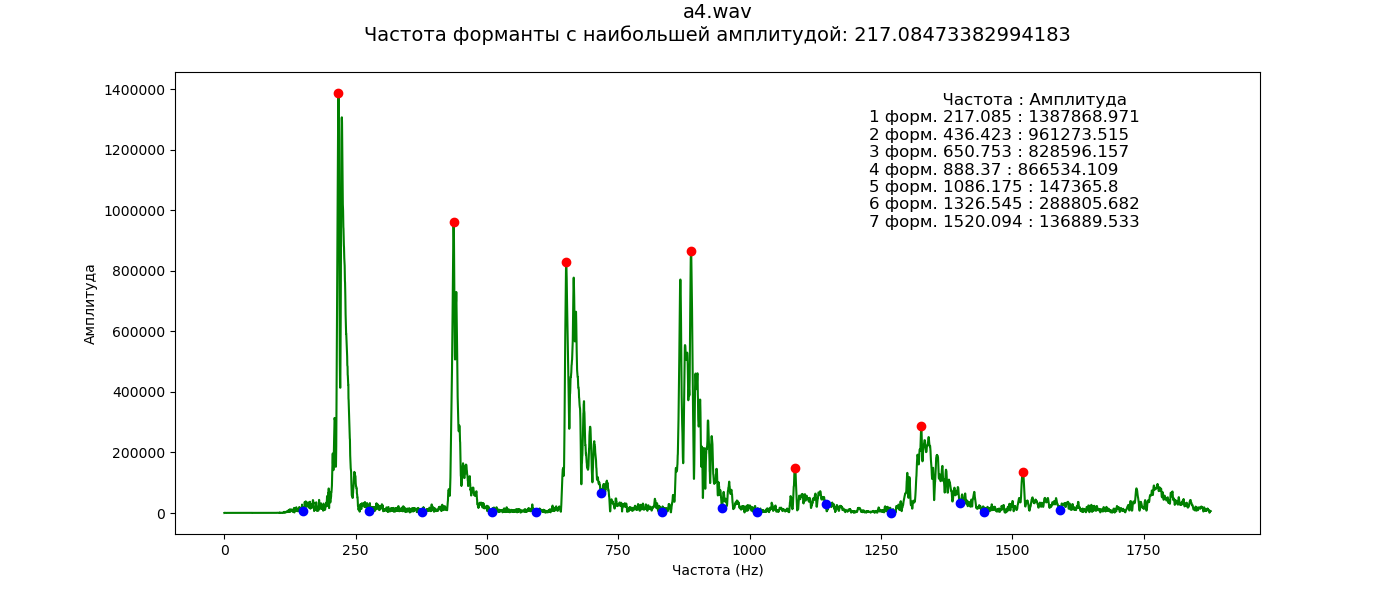 a4.wav
Частота форманты с наибольшей амплитудой: 217.08473382994183
1400000
1200000
1000000
800000
600000
400000
200000
0
Амплитуда
Частота : Амплитуда
1 форм. 217.085 : 1387868.971
2 форм. 436.423 : 961273.515
3 форм. 650.753 : 828596.157
4 форм. 888.37 : 866534.109
5 форм. 1086.175 : 147365.8
6 форм. 1326.545 : 288805.682
7 форм. 1520.094 : 136889.533
0 250 500 750 1000 1250 1500 1750
Частота (Hz)